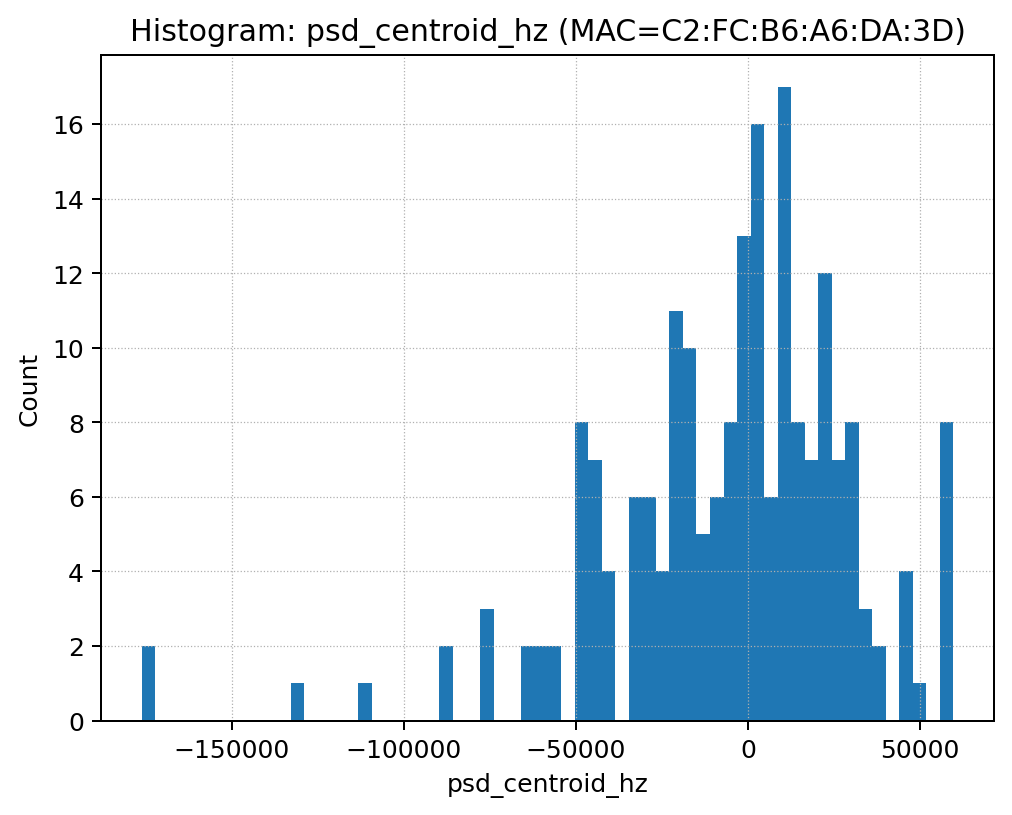 Histogram: psd_centroid_hz (MAC=C2:FC:B6:A6:DA:3D)
16
14
12
10
8
6
4
2
0
Count
−150000 −100000 −50000 0 50000
psd_centroid_hz